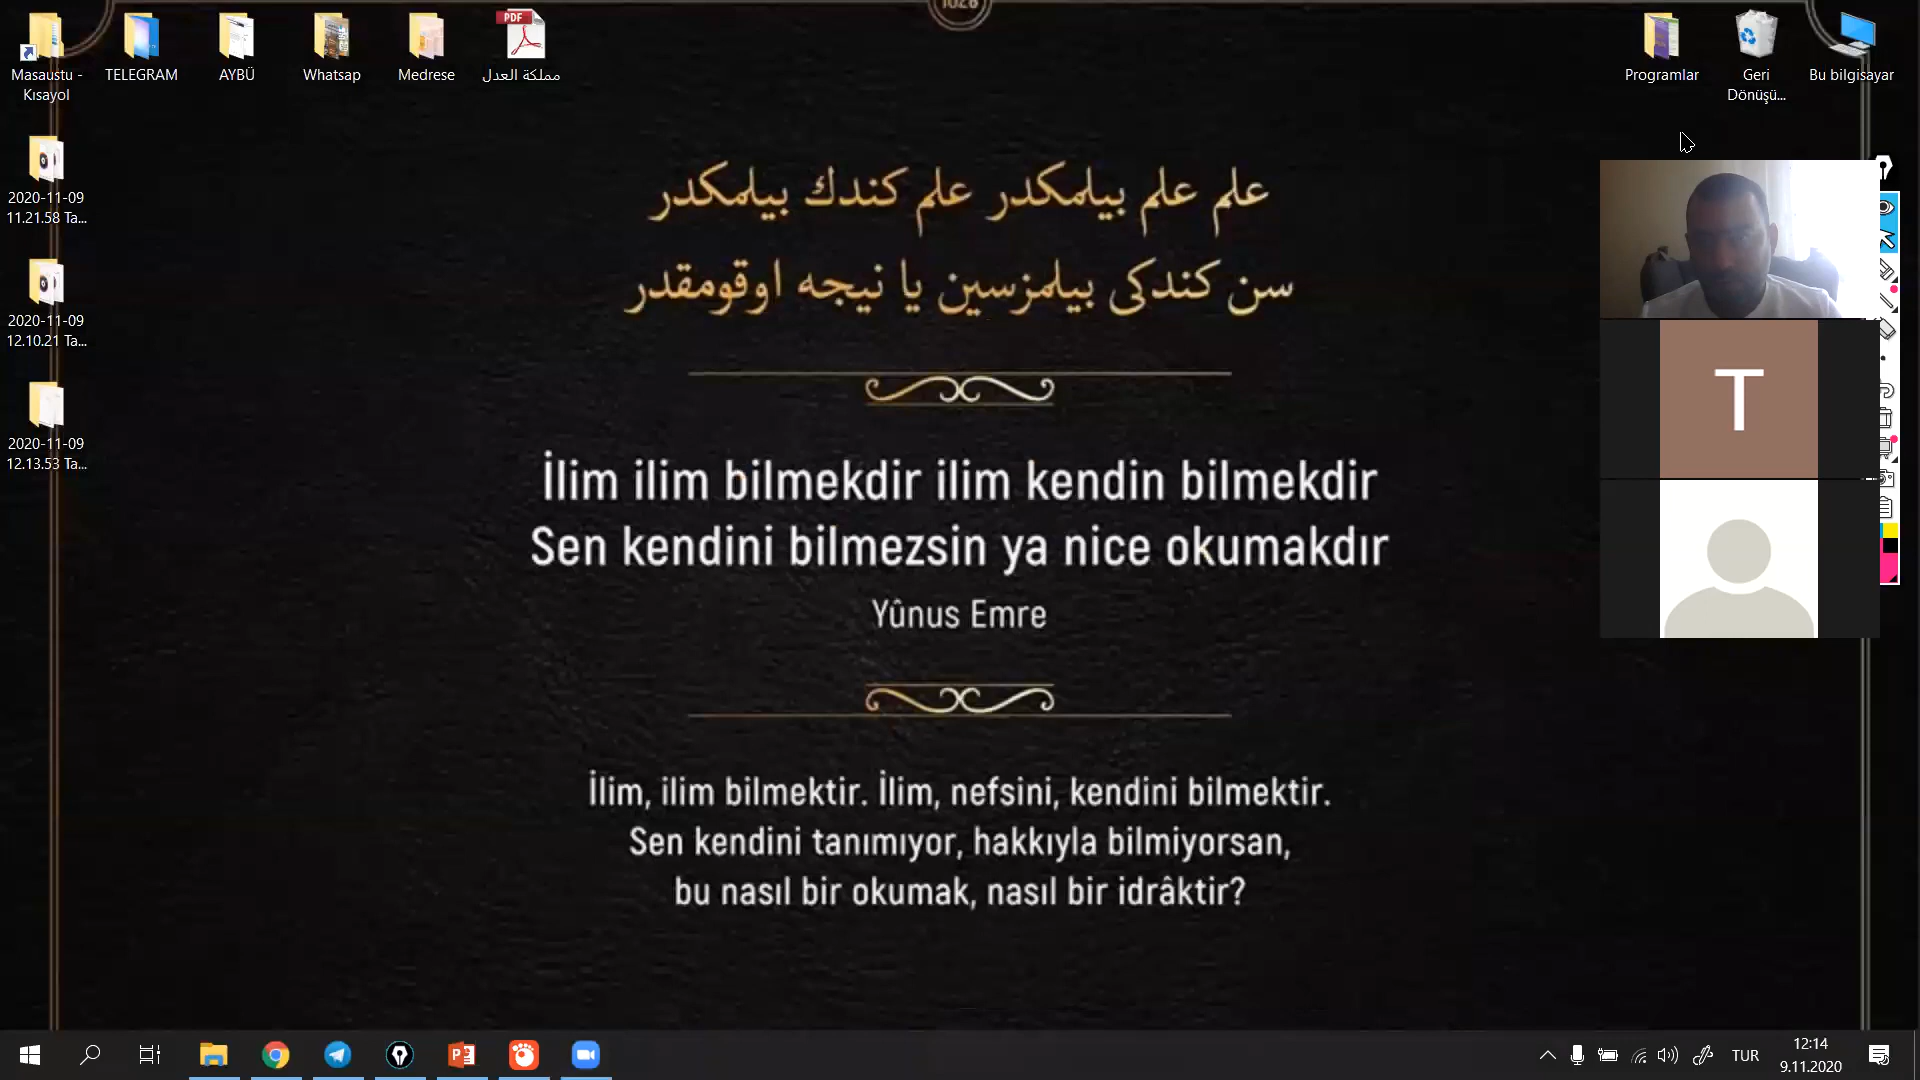 1028
Masaustu -
Kısayol
TELEGRAM
AYBÜ
Whatsap
Medrese
PDF
مملكة العدل
Programlar
Geri
Dönüşü...
Bu bilgisayar
2020-11-09
11.21.58 Ta...
2020-11-09
12.10.21 Ta...
2020-11-09
12.13.53 Ta...
علم علم بيلمكدر علم كندك بيلمكدر
سن كندكى بيلمزسين يا نيجه اوقومقدر
İlim ilim bilmekdir ilim kendin bilmekdir
Sen kendini bilmezsin ya nice okumakdır
Yûnus Emre
İlim, ilim bilmektir. İlim, nefsini, kendini bilmektir.
Sen kendini tanımıyor, hakkıyla bilmiyorsan,
bu nasıl bir okumak, nasıl bir idrâktir?
T
TUR
12:14
9.11.2020